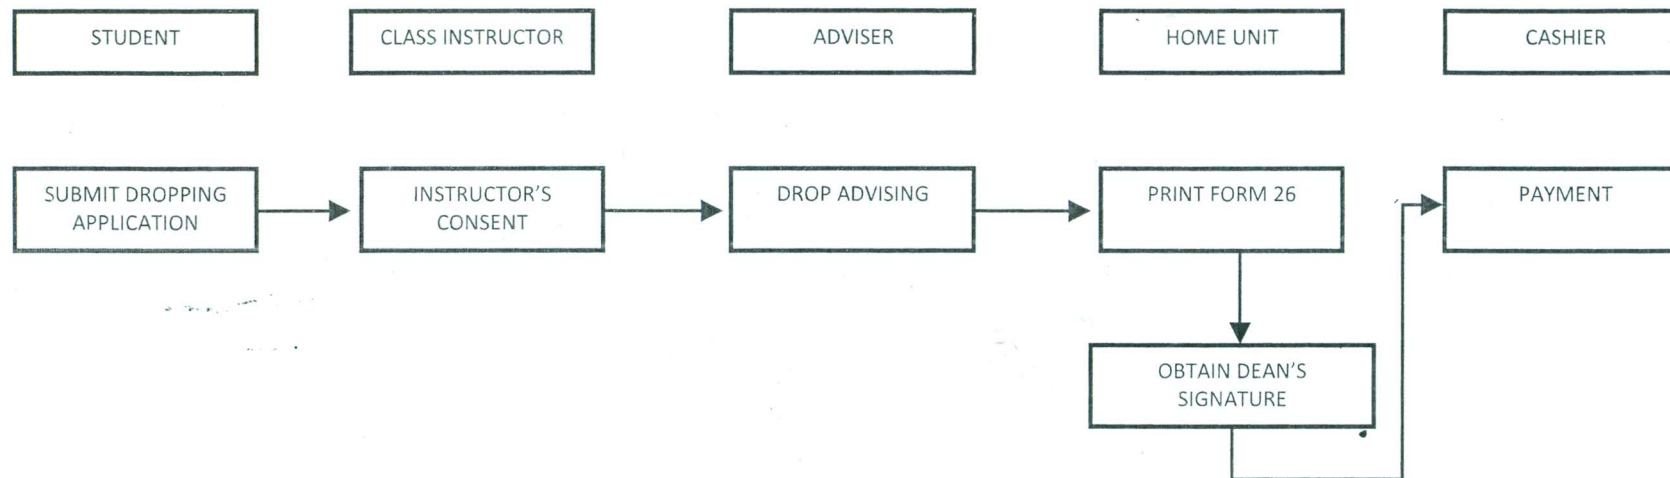 STUDENT
CLASS INSTRUCTOR
ADVISER
HOME UNIT
CASHIER
SUBMIT DROPPING
APPLICATION
INSTRUCTOR'S
CONSENT
DROP ADVISING
PRINT FORM 26
PAYMENT
OBTAIN DEAN'S
SIGNATURE